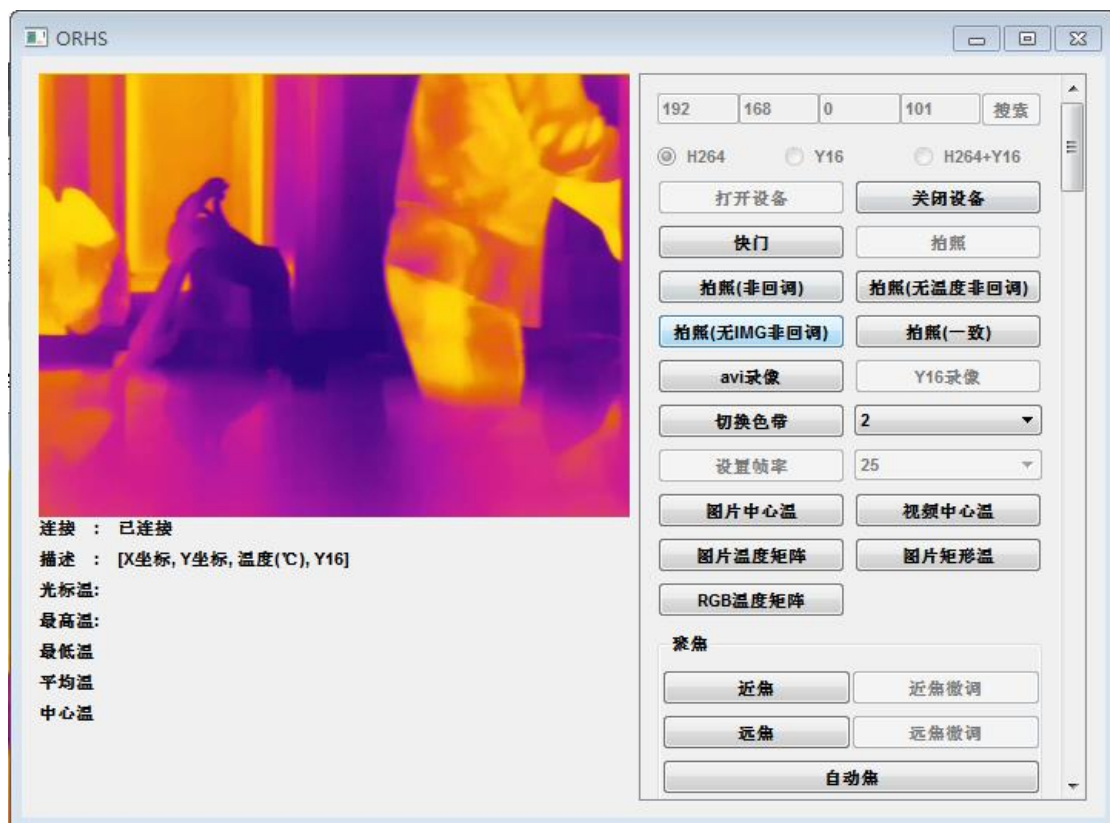 ORHS
192 168 0 101 搜索
H264 Y16 H264+Y16
打开设备 关闭设备
快门 拍照
拍照(非回调) 拍照(无温度非回调)
拍照(无IMG非回调) 拍照(一致)
avi录像 Y16录像
切换色带 2
设置帧率 25
图片中心温 视频中心温
图片温度矩阵 图片矩形温
RGB温度矩阵
聚焦
近焦 近焦微调
远焦 远焦微调
自动焦
连接 : 已连接
描述 : [X坐标, Y坐标, 温度(℃), Y16]
光标温:
最高温:
最低温
平均温
中心温